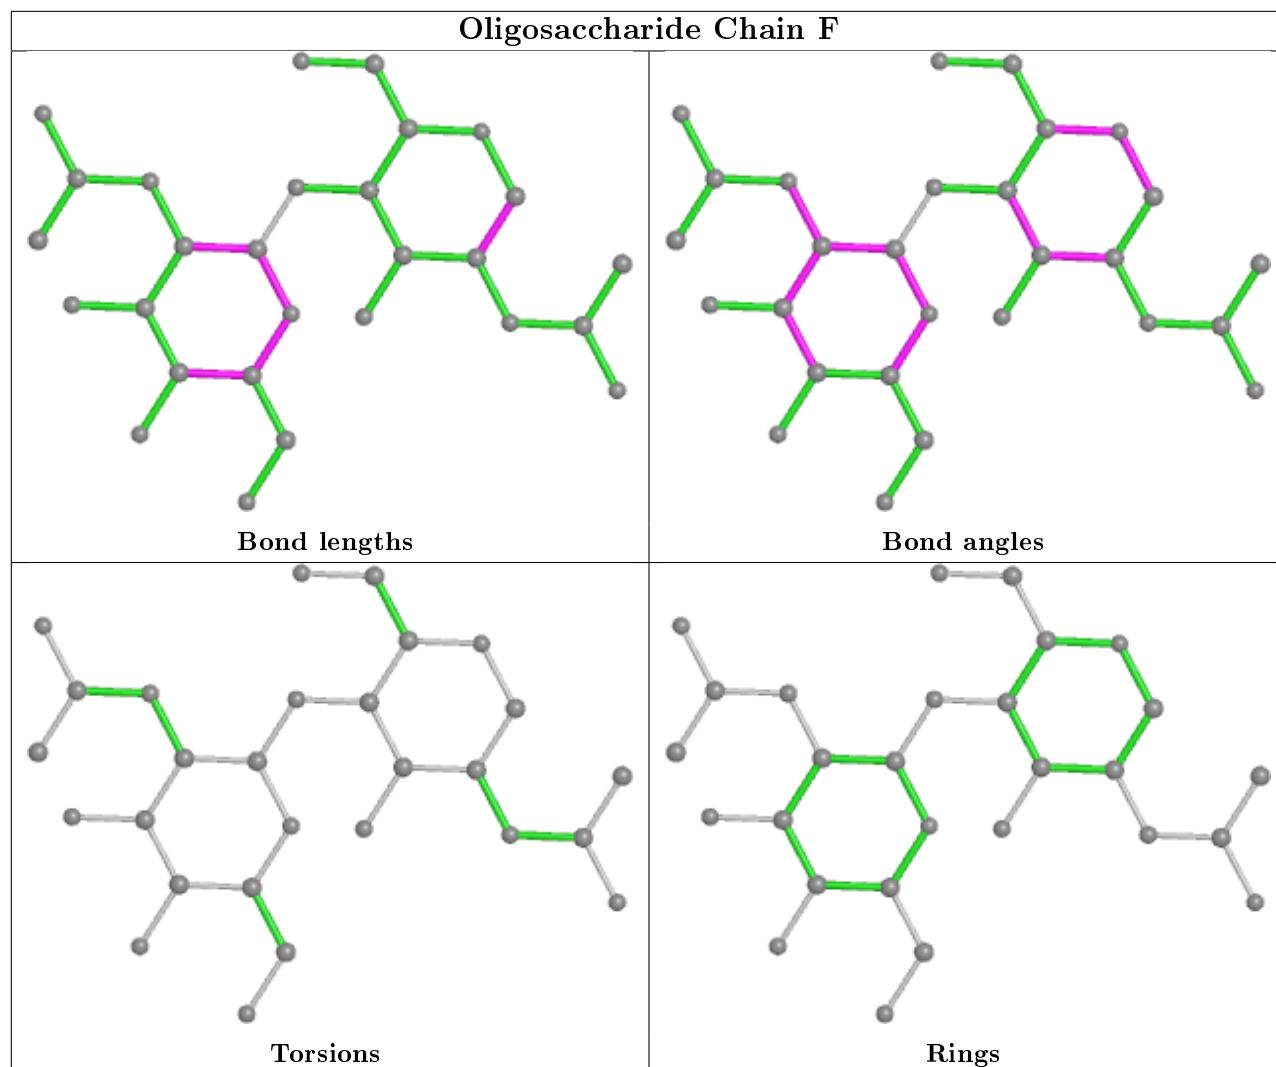 Oligosaccharide Chain F
Bond lengths
Bond angles
Torsions
Rings